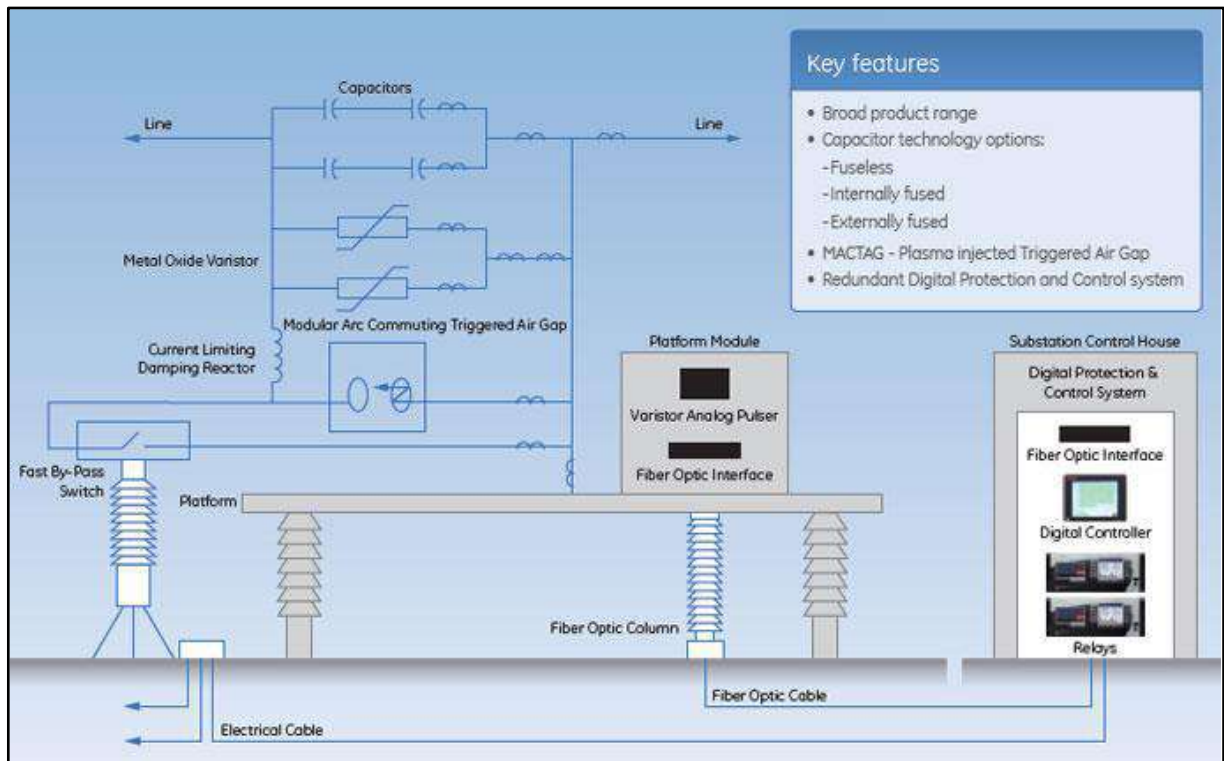 Key features
• Broad product range
• Capacitor technology options:
-Fuseless
-Internally fused
-Externally fused
• MACTAG - Plasma injected Triggered Air Gap
• Redundant Digital Protection and Control system
Capacitors
Line
Line
Metal Oxide Varistor
Modular Arc Commuting Triggered Air Gap
Current Limiting
Damping Reactor
Fast By-Pass
Switch
Platform
Platform Module
Varistor Analog Pulser
Fiber Optic Interface
Substation Control House
Digital Protection &
Control System
Fiber Optic Interface
Digital Controller
Relays
Fiber Optic Column
Fiber Optic Cable
Electrical Cable